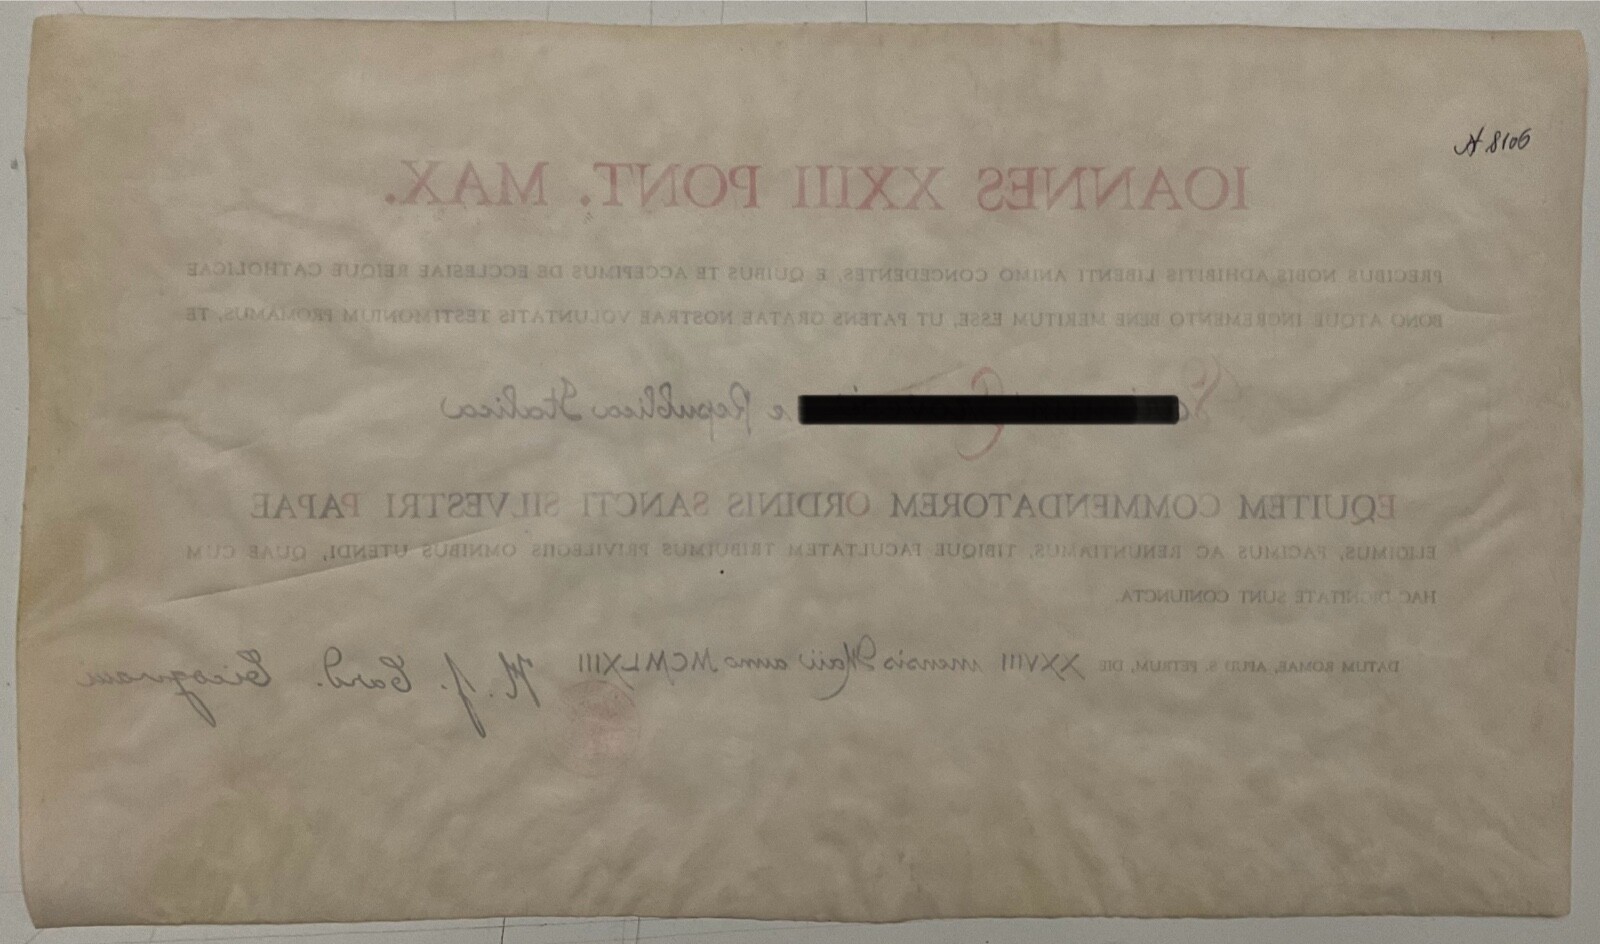 N 8106
IOANNES XXIII PONT. MAX.
PRECIBUS NOBIS ADHIBITIS LIBENTI ANIMO CONCEDENTES, E QUIBUS TE ACCEPIMUS DE ECCLESIAE REIQUE CATHOLICAE
BONO ATQUE INCREMENTO BENE MERITUM ESSE, UT PATENS GRATAE NOSTRAE VOLUNTATIS TESTIMONIUM PROMAMUS, TE
e Republica Italica
EQUITEM COMMENDATOREM ORDINIS SANCTI SILVESTRI PAPAE
ELIGIMUS, FACIMUS AC RENUNTIAMUS, TIBIQUE FACULTATEM TRIBUIMUS PRIVILEGIIS OMNIBUS UTENDI, QUAE CUM
HAC DIGNITATE SUNT CONIUNCTA.
DATUM ROMAE, APUD S. PETRUM, DIE XXVIII mensis Maii anno MCMLXIII
H. J. Card. Cicognani